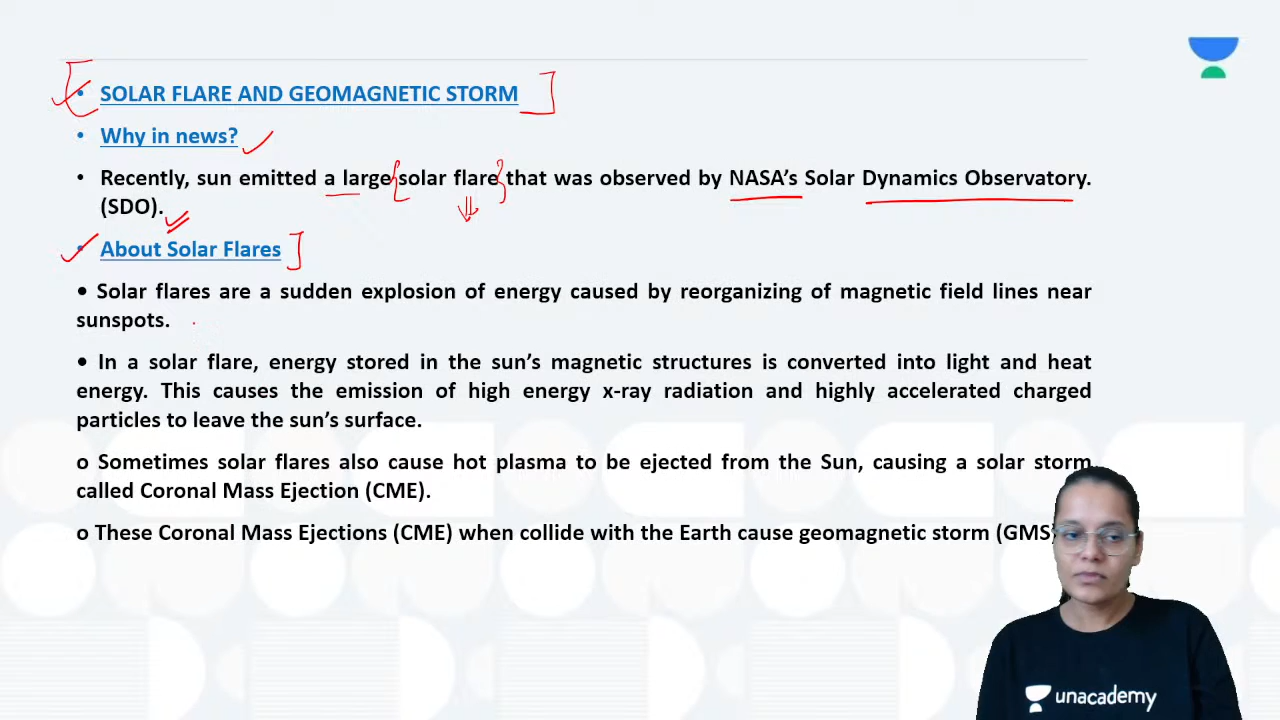 • SOLAR FLARE AND GEOMAGNETIC STORM
• Why in news?
• Recently, sun emitted a large solar flare that was observed by NASA's Solar Dynamics Observatory.
(SDO).
• About Solar Flares
• Solar flares are a sudden explosion of energy caused by reorganizing of magnetic field lines near
sunspots.
• In a solar flare, energy stored in the sun's magnetic structures is converted into light and heat
energy. This causes the emission of high energy x-ray radiation and highly accelerated charged
particles to leave the sun's surface.
o Sometimes solar flares also cause hot plasma to be ejected from the Sun, causing a solar storm
called Coronal Mass Ejection (CME).
o These Coronal Mass Ejections (CME) when collide with the Earth cause geomagnetic storm (GMS)
unacademy